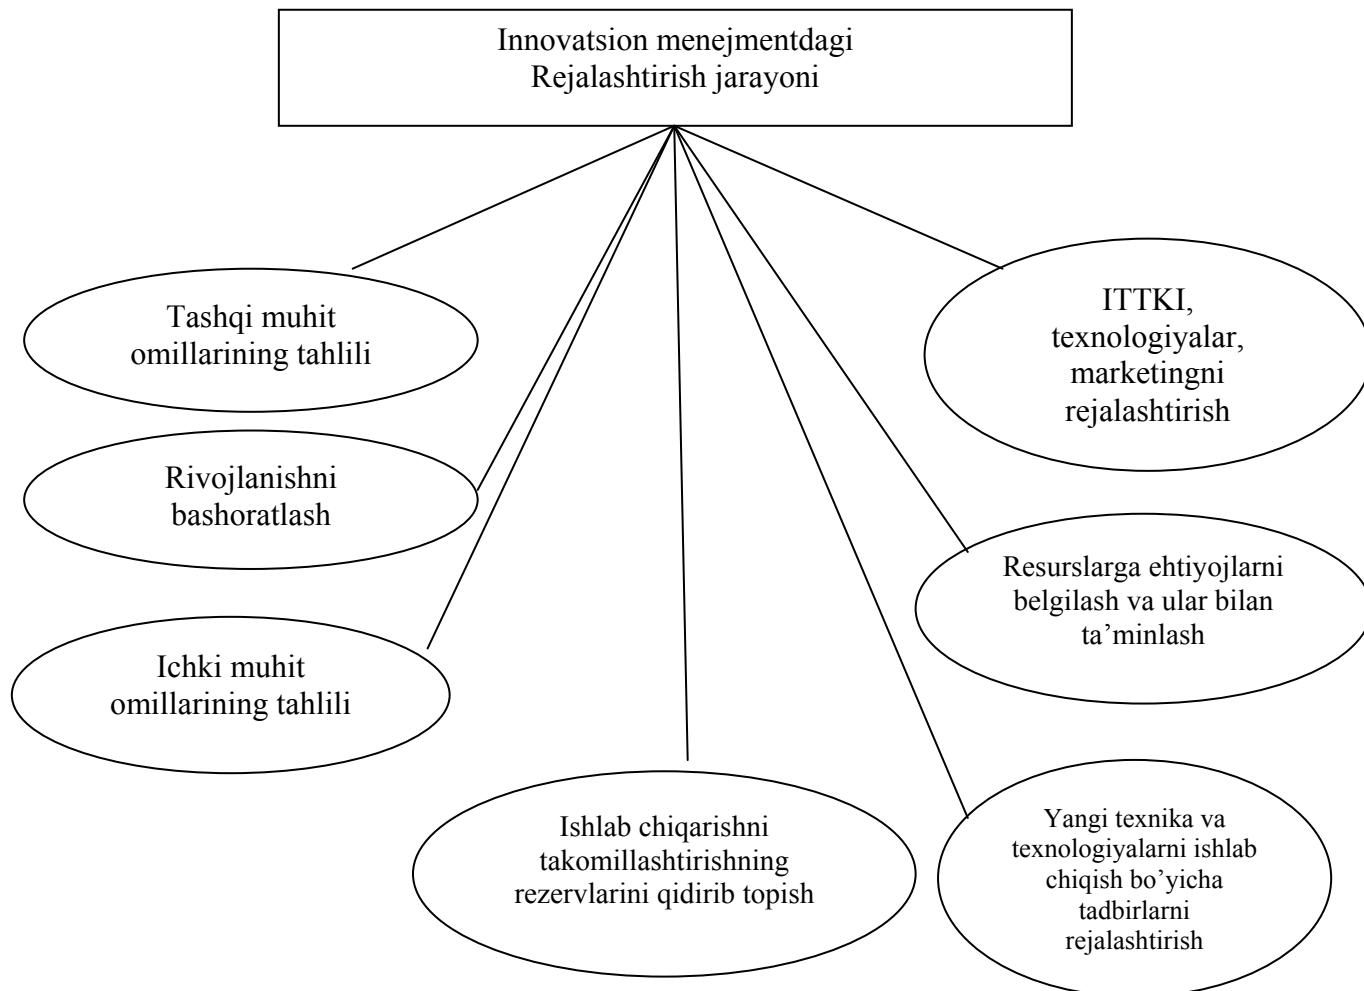 Innovatsion menejmentdagi
Rejalashtirish jarayoni
Tashqi muhit
omillarining tahlili
Rivojlanishni
bashoratlash
Ichki muhit
omillarining tahlili
Ishlab chiqarishni
takomillashtirishning
rezervlarini qidirib topish
ITTKI,
texnologiyalar,
marketingni
rejalashtirish
Resurslarga ehtiyojlarni
belgilash va ular bilan
ta’minlash
Yangi texnika va
texnologiyalarni ishlab
chiqish bo’yicha
tadbirlarni
rejalashtirish